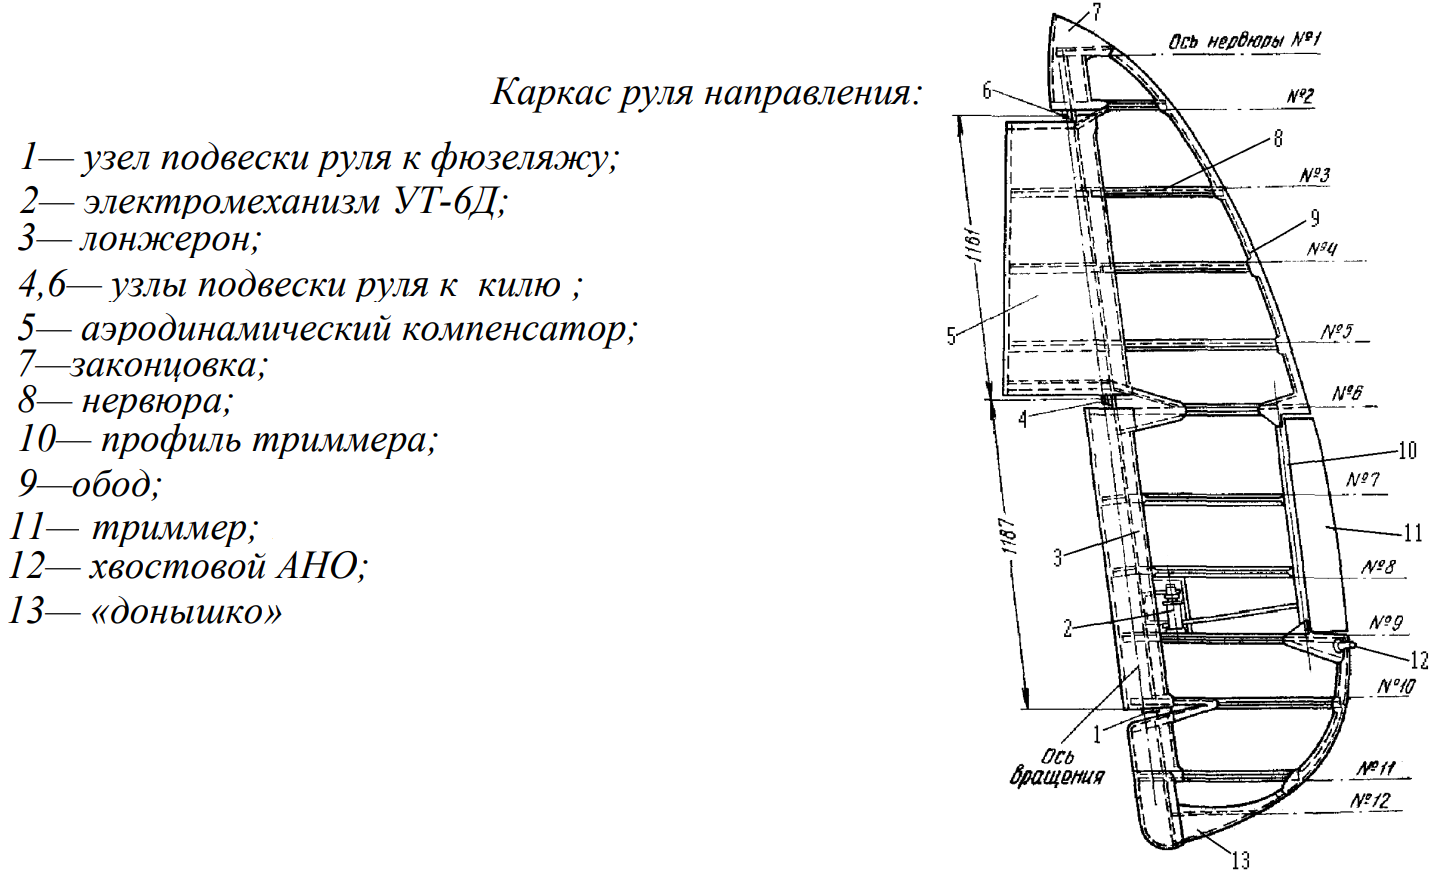 Каркас руля направления:
1— узел подвески руля к фюзеляжу;
2— электромеханизм УТ-6Д;
3— лонжерон;
4,6— узлы подвески руля к килю ;
5— аэродинамический компенсатор;
7—законцовка;
8— нервюра;
10— профиль триммера;
9—обод;
11— триммер;
12— хвостовой АНО;
13— «донышко»
7
Ось нервюры №1
6
№2
8
№3
9
№4
1161
5
№5
4
№6
10
№7
11
1187
3
№8
2
№9
12
№10
1
Ось
вращения
№11
№12
13